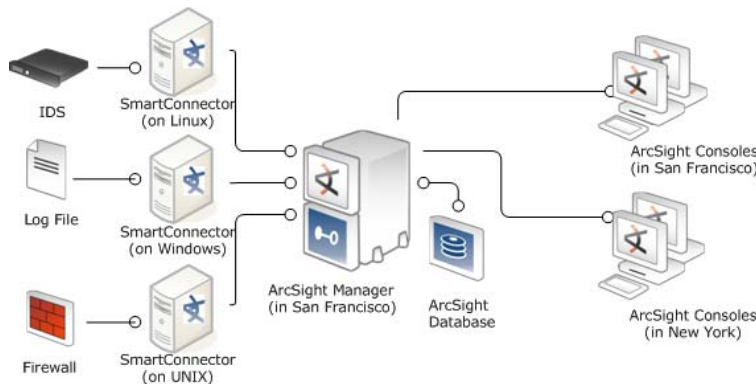 IDS
SmartConnector
(on Linux)
Log File
SmartConnector
(on Windows)
Firewall
SmartConnector
(on UNIX)
ArcSight Manager
(in San Francisco)
ArcSight
Database
ArcSight Consoles
(in San Francisco)
ArcSight Consoles
(in New York)